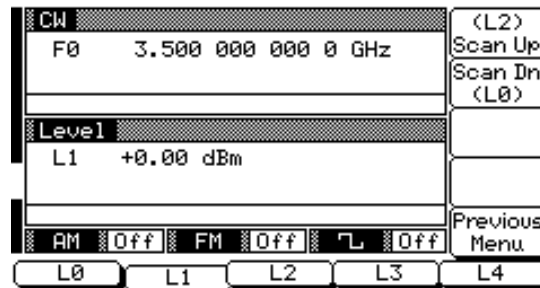 CW
F0 3.500 000 000 0 GHz
Level
L1 +0.00 dBm
AM Off FM Off Off
L0 L1 L2 L3 L4
(L2)
Scan Up
Scan Dn
(L0)
Previous
Menu